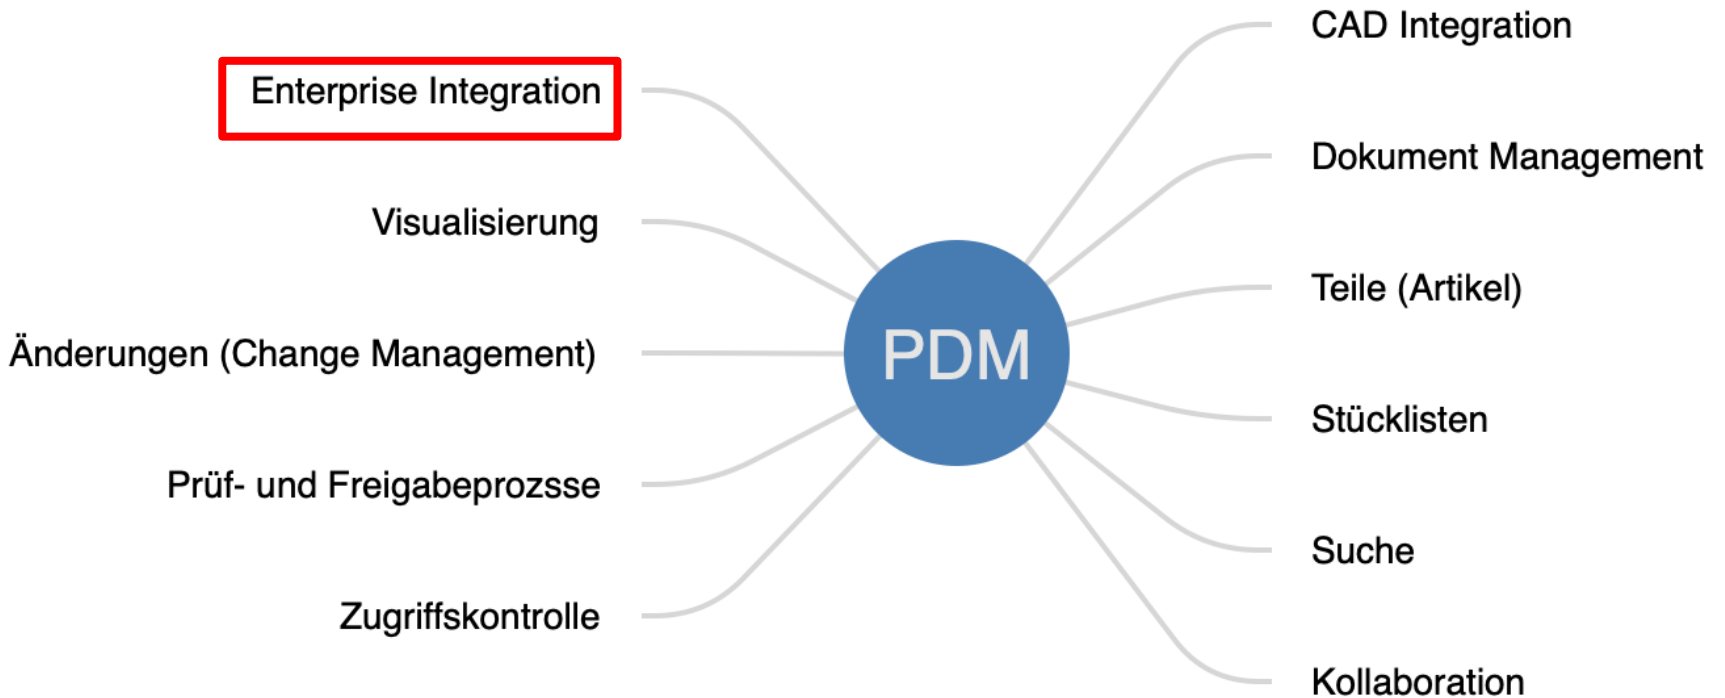 Enterprise Integration
Visualisierung
Änderungen (Change Management)
Prüf- und Freigabeprozsse
Zugriffskontrolle
PDM
CAD Integration
Dokument Management
Teile (Artikel)
Stücklisten
Suche
Kollaboration